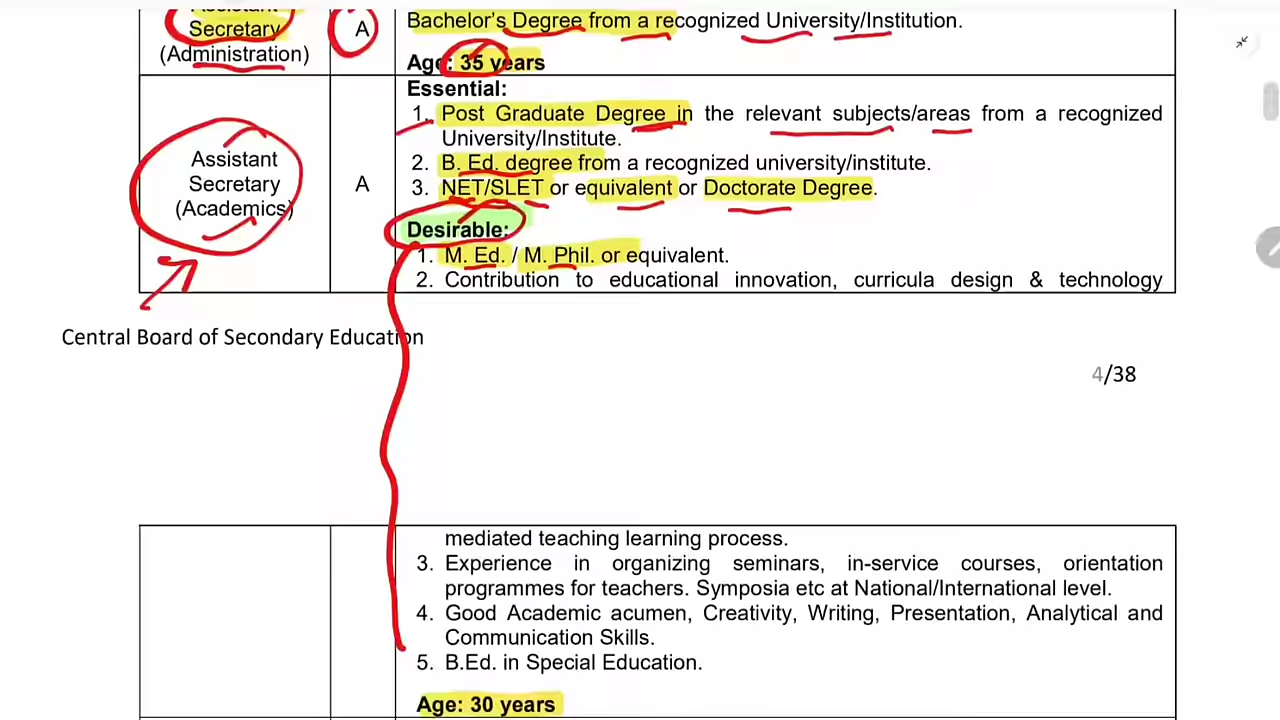 Assistant
Secretary
(Administration)
A
Bachelor's Degree from a recognized University/Institution.
Age: 35 years
Assistant
Secretary
(Academics)
A
Essential:
1. Post Graduate Degree in the relevant subjects/areas from a recognized
University/Institute.
2. B. Ed. degree from a recognized university/institute.
3. NET/SLET or equivalent or Doctorate Degree.
Desirable:
1. M. Ed. / M. Phil. or equivalent.
2. Contribution to educational innovation, curricula design & technology
Central Board of Secondary Education
4/38
mediated teaching learning process.
3. Experience in organizing seminars, in-service courses, orientation
programmes for teachers. Symposia etc at National/International level.
4. Good Academic acumen, Creativity, Writing, Presentation, Analytical and
Communication Skills.
5. B.Ed. in Special Education.
Age: 30 years